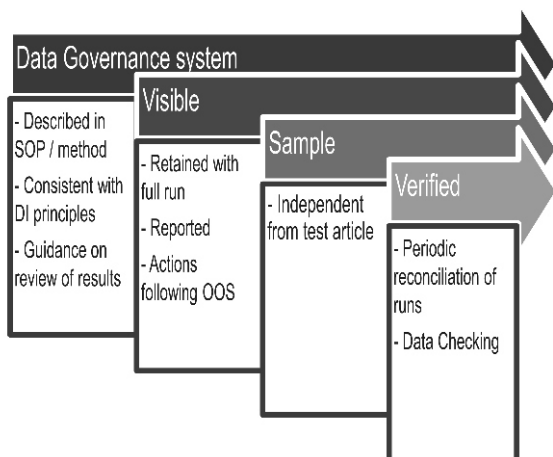 Data Governance system
- Described in
SOP / method
- Consistent with
DI principles
- Guidance on
review of results
Visible
- Retained with
full run
- Reported
- Actions
following OOS
Sample
- Independent
from test article
Verified
- Periodic
reconciliation of
runs
- Data Checking